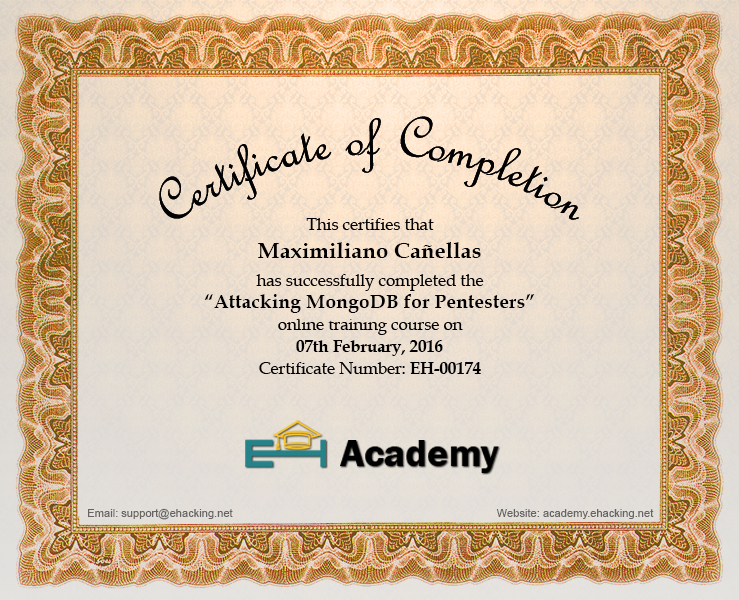 Certificate of Completion
This certifies that
Maximiliano Cañellas
has successfully completed the
“Attacking MongoDB for Pentesters”
online training course on
07th February, 2016
Certificate Number: EH-00174
EH Academy
Email: support@ehacking.net
Website: academy.ehacking.net